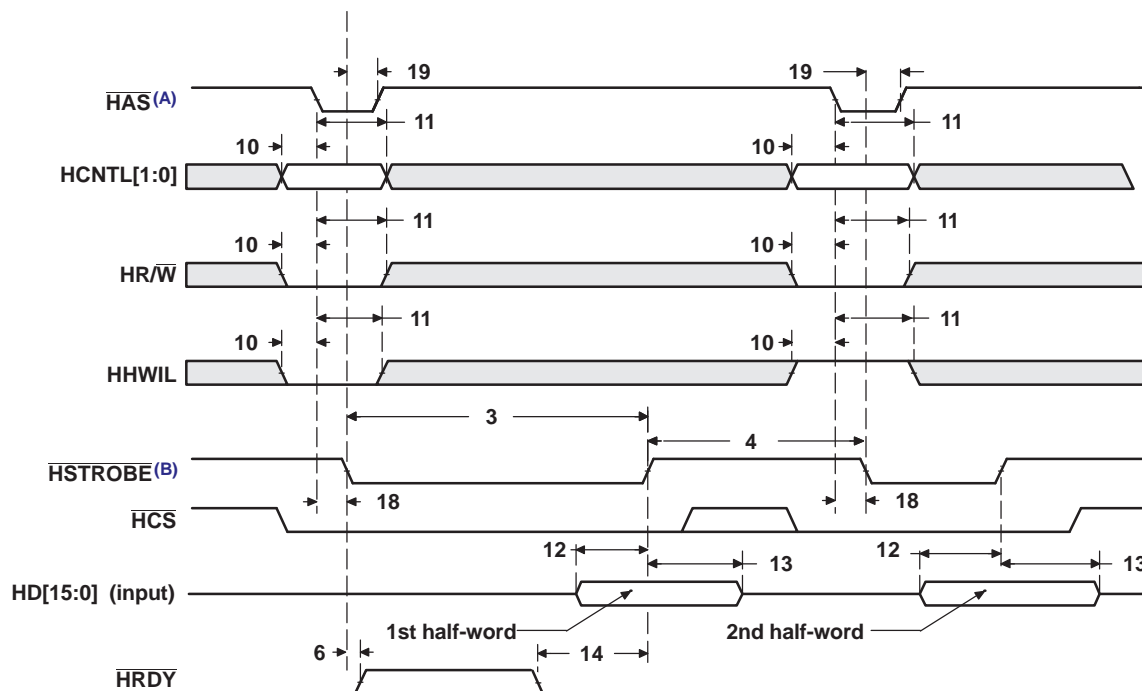 19 19
HAS (A)
11 11
10 10
HCNTL[1:0]
11 11
10 10
HR/W
11 11
10 10
HHWIL
3
4
HSTROBE (B)
18 18
HCS
12 12
13 13
HD[15:0] (input)
1st half-word 2nd half-word
6 14
HRDY